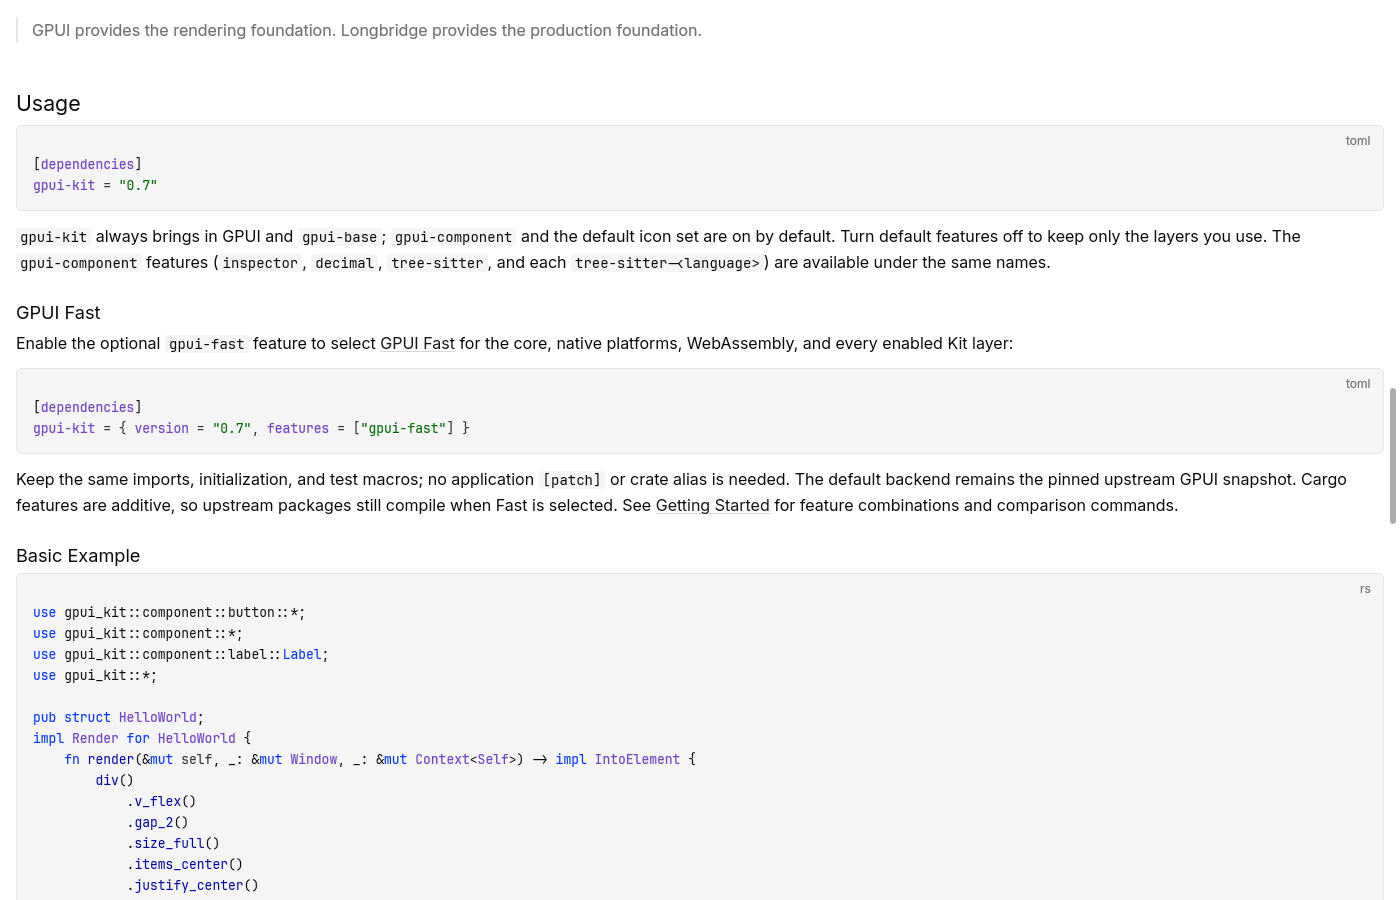 GPUI provides the rendering foundation. Longbridge provides the production foundation.
Usage
toml
[dependencies]
gpui-kit = "0.7"
gpui-kit always brings in GPUI and gpui-base; gpui-component and the default icon set are on by default. Turn default features off to keep only the layers you use. The
gpui-component features (inspector, decimal, tree-sitter, and each tree-sitter-<language>) are available under the same names.
GPUI Fast
Enable the optional gpui-fast feature to select GPUI Fast for the core, native platforms, WebAssembly, and every enabled Kit layer:
toml
[dependencies]
gpui-kit = { version = "0.7", features = ["gpui-fast"] }
Keep the same imports, initialization, and test macros; no application [patch] or crate alias is needed. The default backend remains the pinned upstream GPUI snapshot. Cargo
features are additive, so upstream packages still compile when Fast is selected. See Getting Started for feature combinations and comparison commands.
Basic Example
rs
use gpui_kit::component::button::*;
use gpui_kit::component::*;
use gpui_kit::component::label::Label;
use gpui_kit::*;
pub struct HelloWorld;
impl Render for HelloWorld {
    fn render(&mut self, _: &mut Window, _: &mut Context<Self>) -> impl IntoElement {
        div()
            .v_flex()
            .gap_2()
            .size_full()
            .items_center()
            .justify_center()